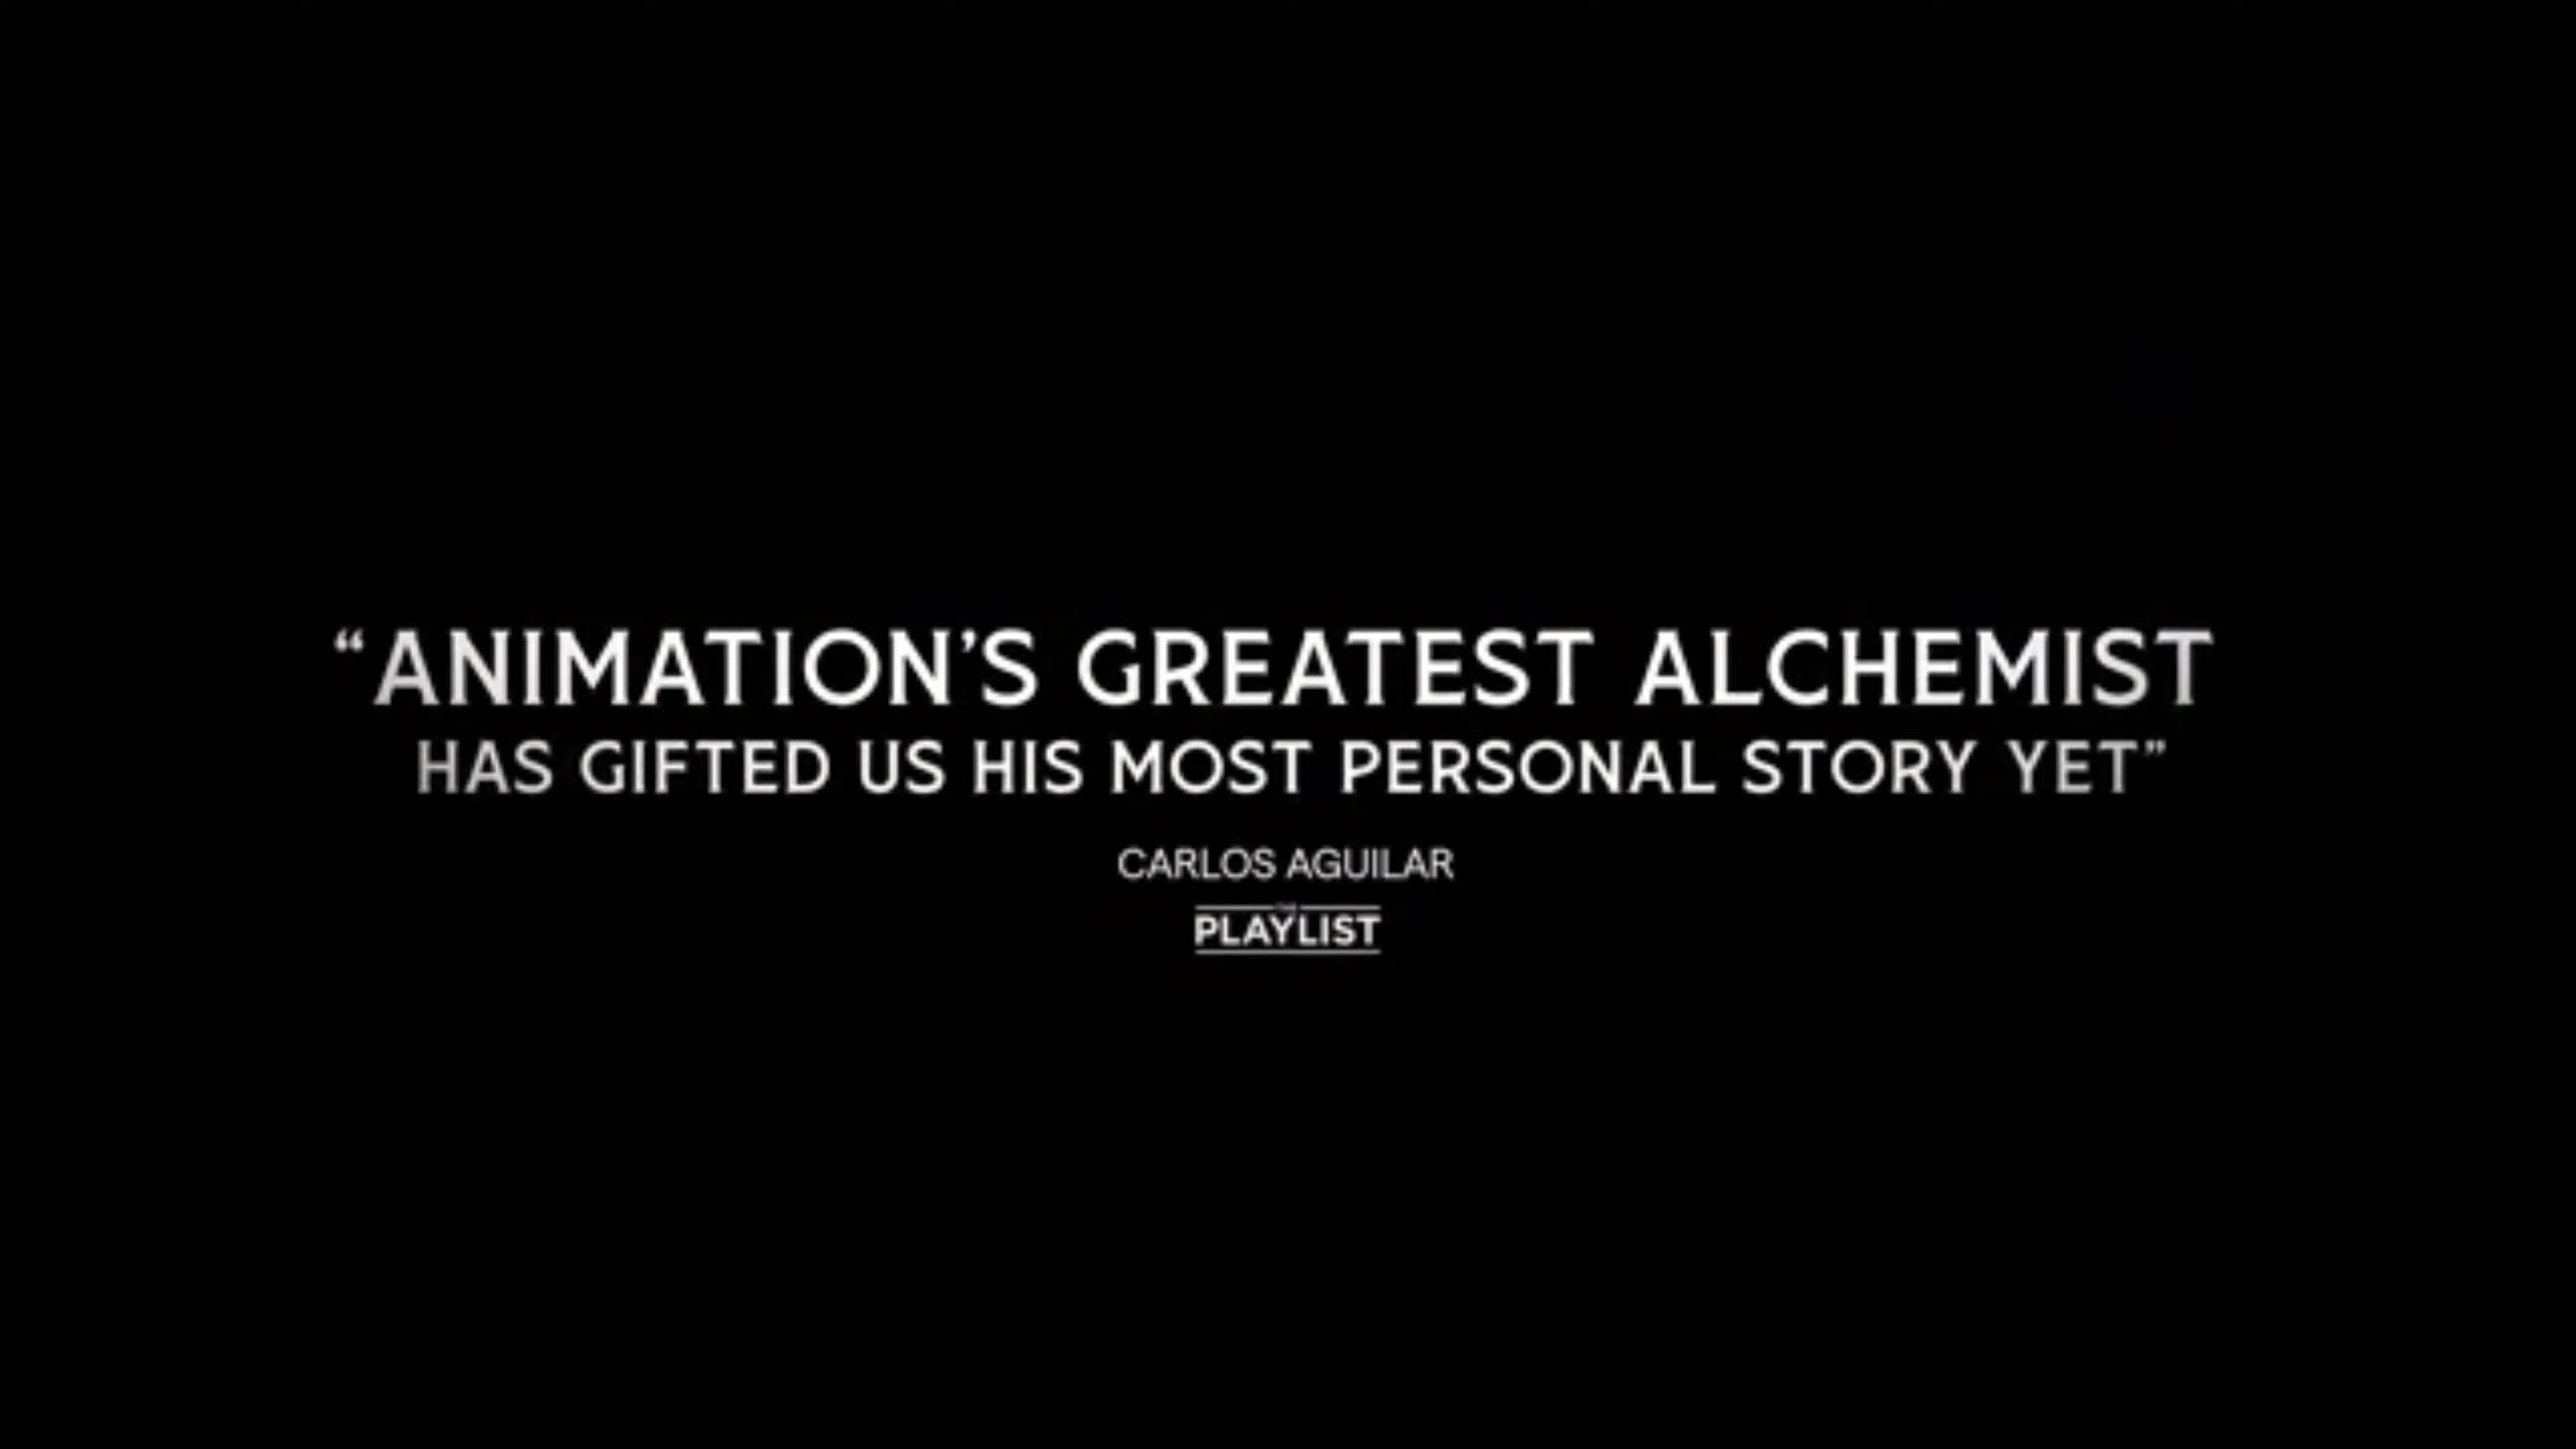 “ANIMATION’S GREATEST ALCHEMIST
HAS GIFTED US HIS MOST PERSONAL STORY YET”
CARLOS AGUILAR
PLAYLIST